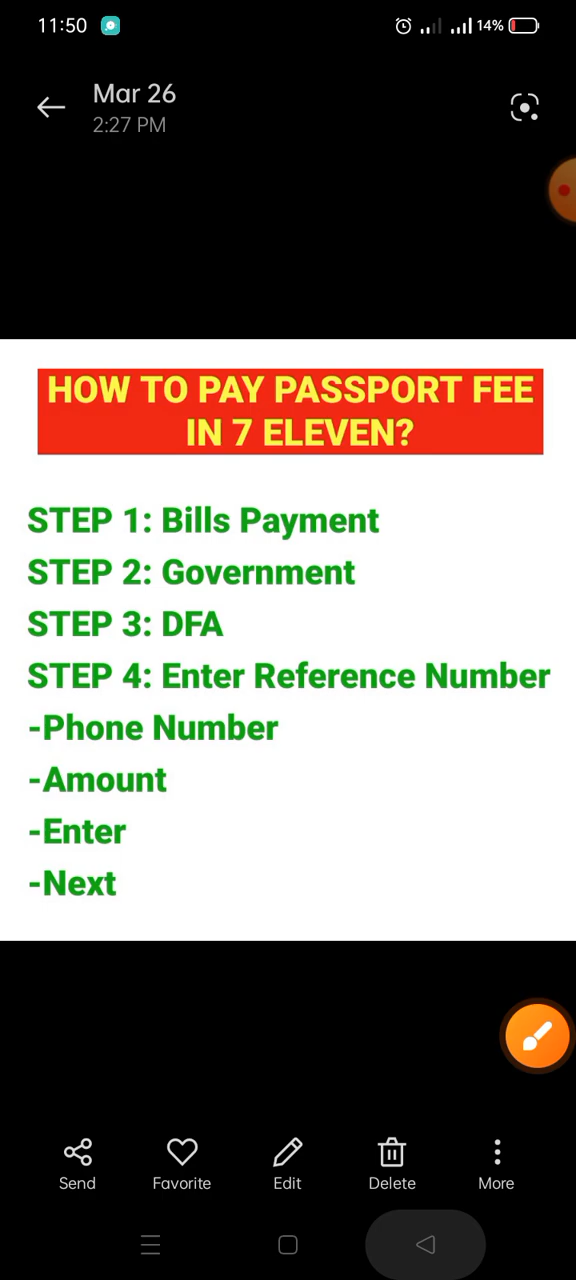 11:50
14%
Mar 26
2:27 PM
HOW TO PAY PASSPORT FEE
IN 7 ELEVEN?
STEP 1: Bills Payment
STEP 2: Government
STEP 3: DFA
STEP 4: Enter Reference Number
-Phone Number
-Amount
-Enter
-Next
Send Favorite Edit Delete More